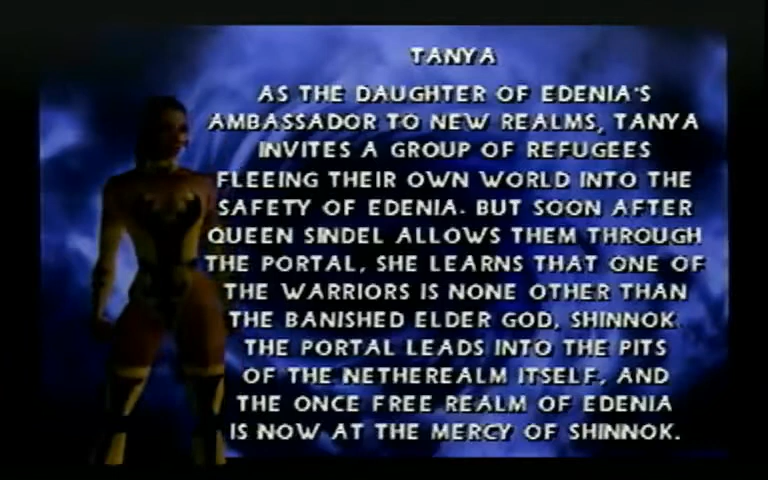 TANYA
AS THE DAUGHTER OF EDENIA'S
AMBASSADOR TO NEW REALMS, TANYA
INVITES A GROUP OF REFUGEES
FLEEING THEIR OWN WORLD INTO THE
SAFETY OF EDENIA. BUT SOON AFTER
QUEEN SINDEL ALLOWS THEM THROUGH
THE PORTAL, SHE LEARNS THAT ONE OF
THE WARRIORS IS NONE OTHER THAN
THE BANISHED ELDER GOD, SHINNOK.
THE PORTAL LEADS INTO THE PITS
OF THE NETHEREALM ITSELF, AND
THE ONCE FREE REALM OF EDENIA
IS NOW AT THE MERCY OF SHINNOK.